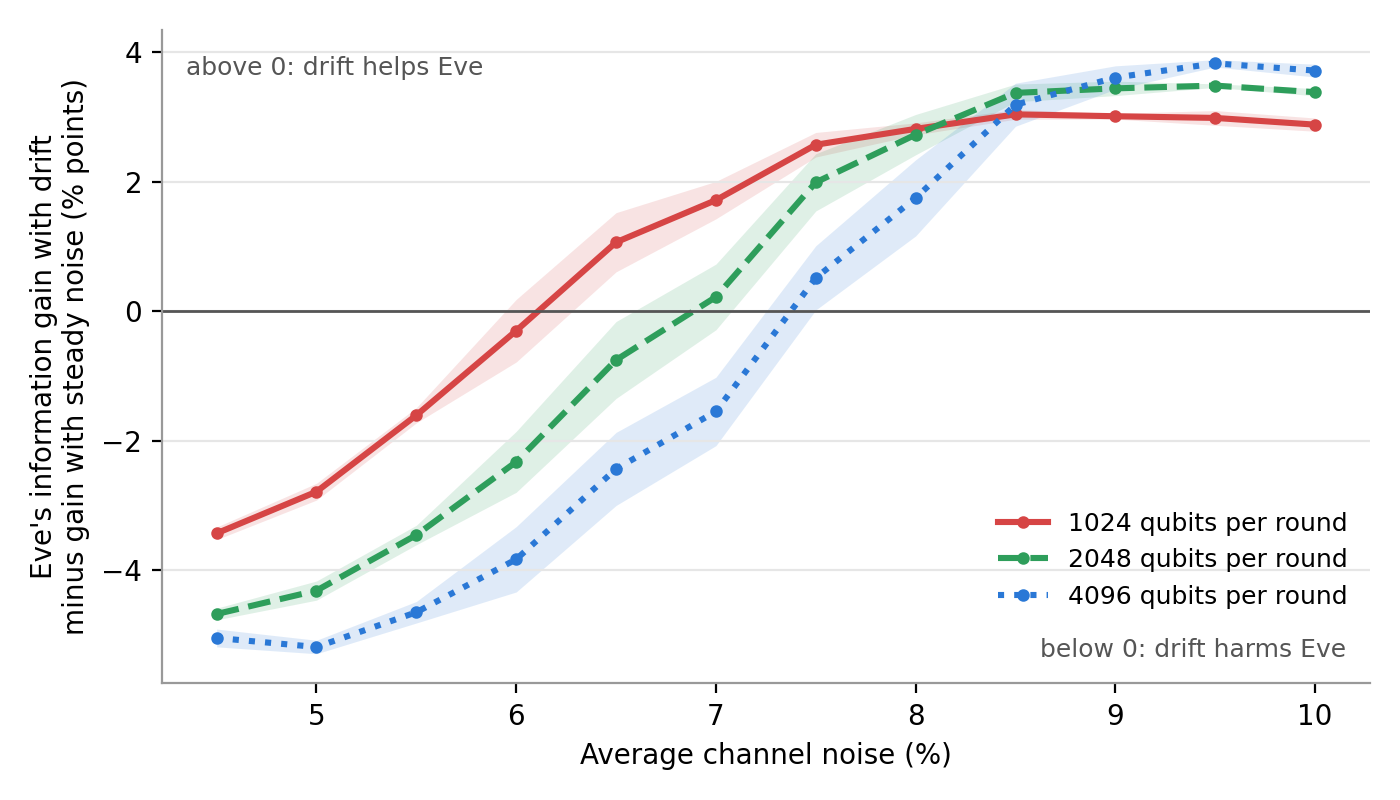 Eve's information gain with drift
minus gain with steady noise (% points)
4
2
0
−2
−4
above 0: drift helps Eve
1024 qubits per round
2048 qubits per round
4096 qubits per round
below 0: drift harms Eve
5 6 7 8 9 10
Average channel noise (%)